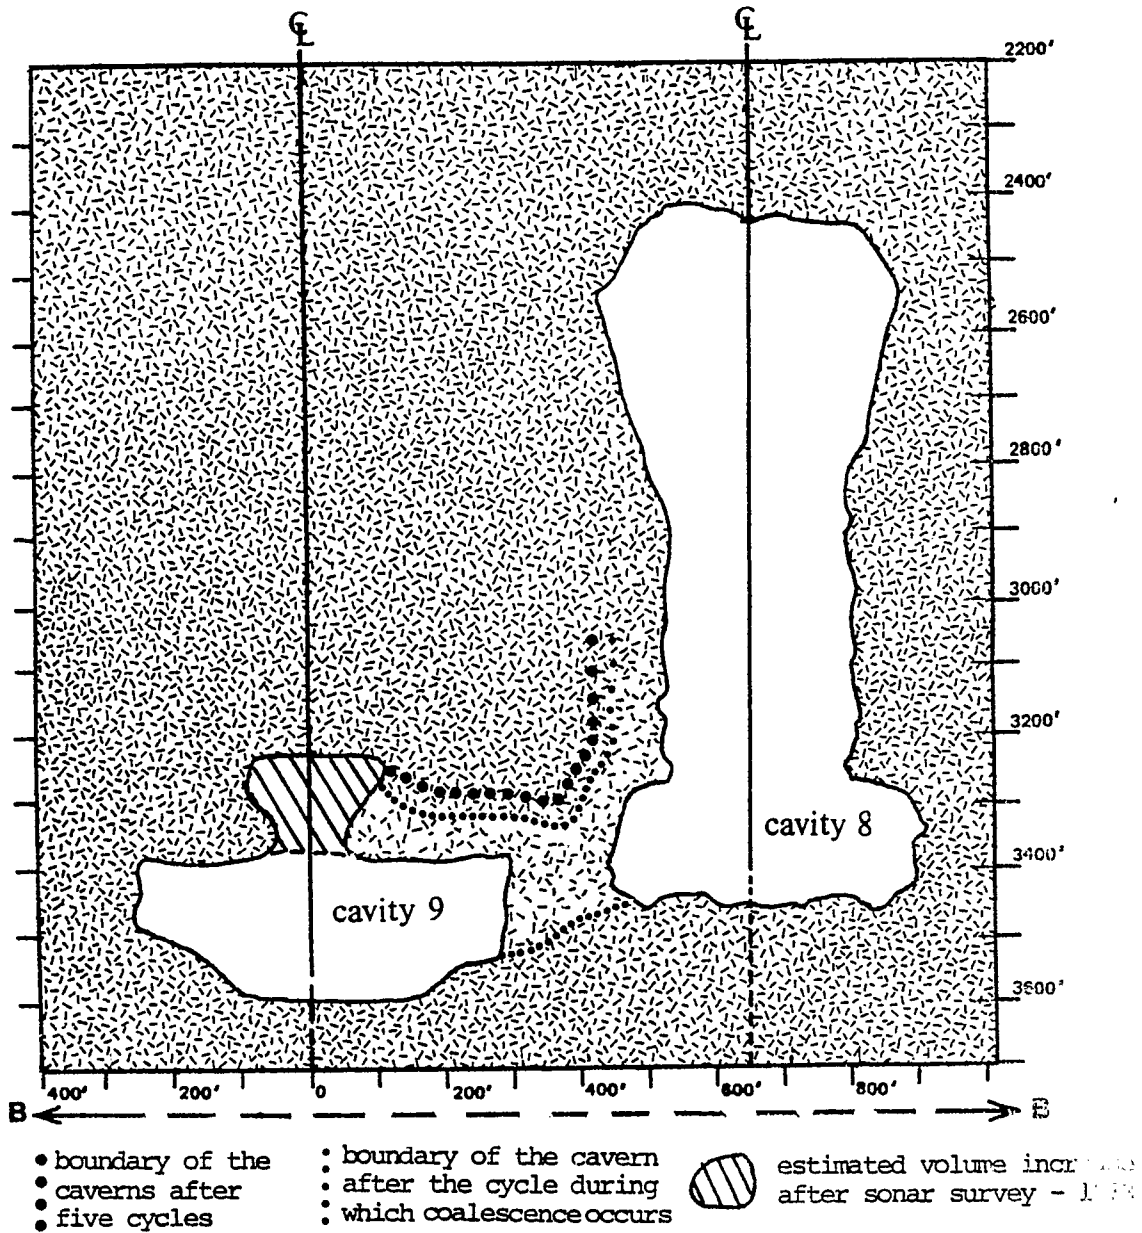 ℄ ℄
2200'
2400'
2600'
2800'
3000'
3200'
3400'
cavity 8
cavity 9
400' 200' 0 200' 400' 600' 800'
B B
boundary of the
caverns after
five cycles
boundary of the cavern
after the cycle during
which coalescence occurs
estimated volume
after sonar survey -